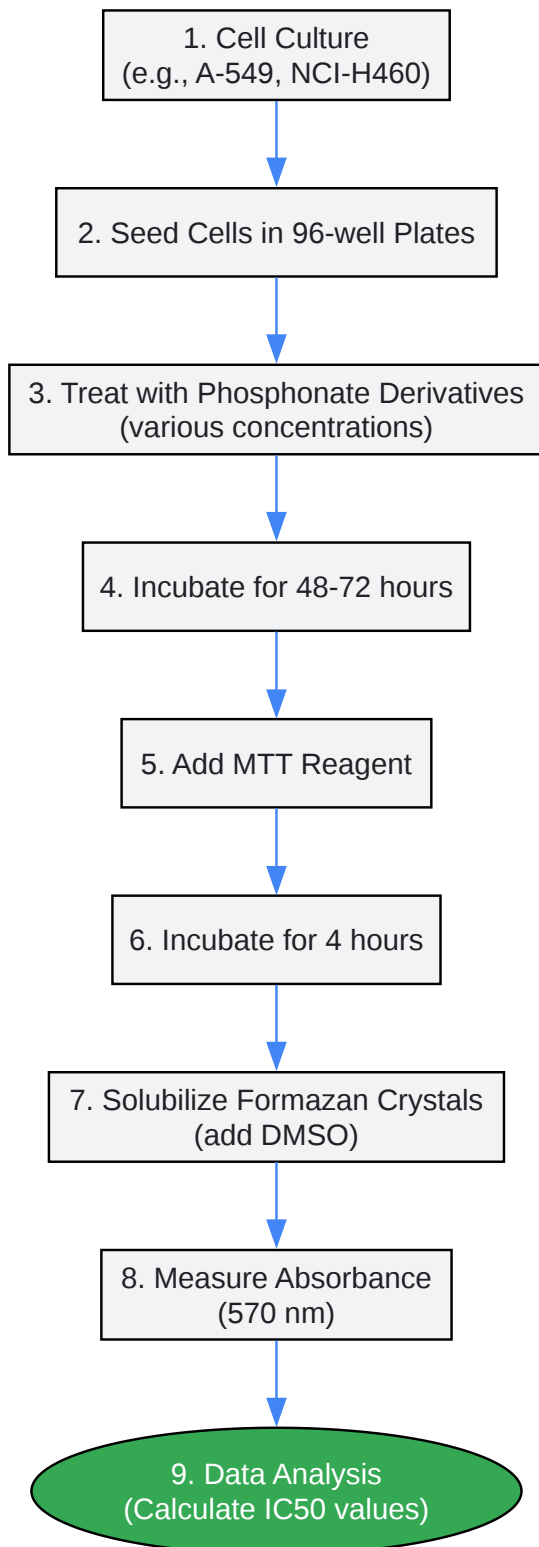 1. Cell Culture
(e.g., A-549, NCI-H460)
2. Seed Cells in 96-well Plates
3. Treat with Phosphonate Derivatives
(various concentrations)
4. Incubate for 48-72 hours
5. Add MTT Reagent
6. Incubate for 4 hours
7. Solubilize Formazan Crystals
(add DMSO)
8. Measure Absorbance
(570 nm)
9. Data Analysis
(Calculate IC50 values)